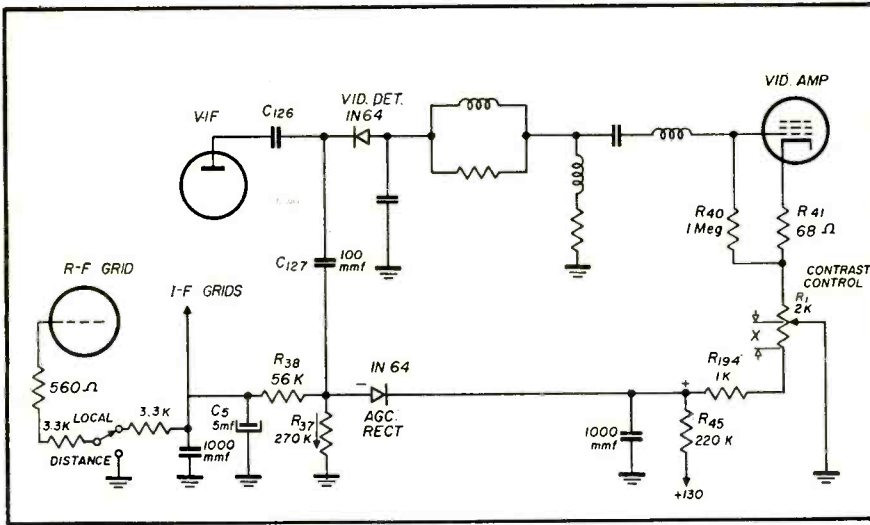 VID. AMP
VID. DET.
IN64
V-IF
C126
R40
1 Meg
R41
68 Ω
C127
100
mmf
CONTRAST
CONTROL
R-F GRID
I-F GRIDS
R1
2K
X
R38
56 K
IN 64
R194
1K
560 Ω
C5
5mf
R37
270 K
AGC.
RECT
1000
mmf
R45
220 K
3.3K
LOCAL
3.3K
1000
mmf
DISTANCE
+130
−
+